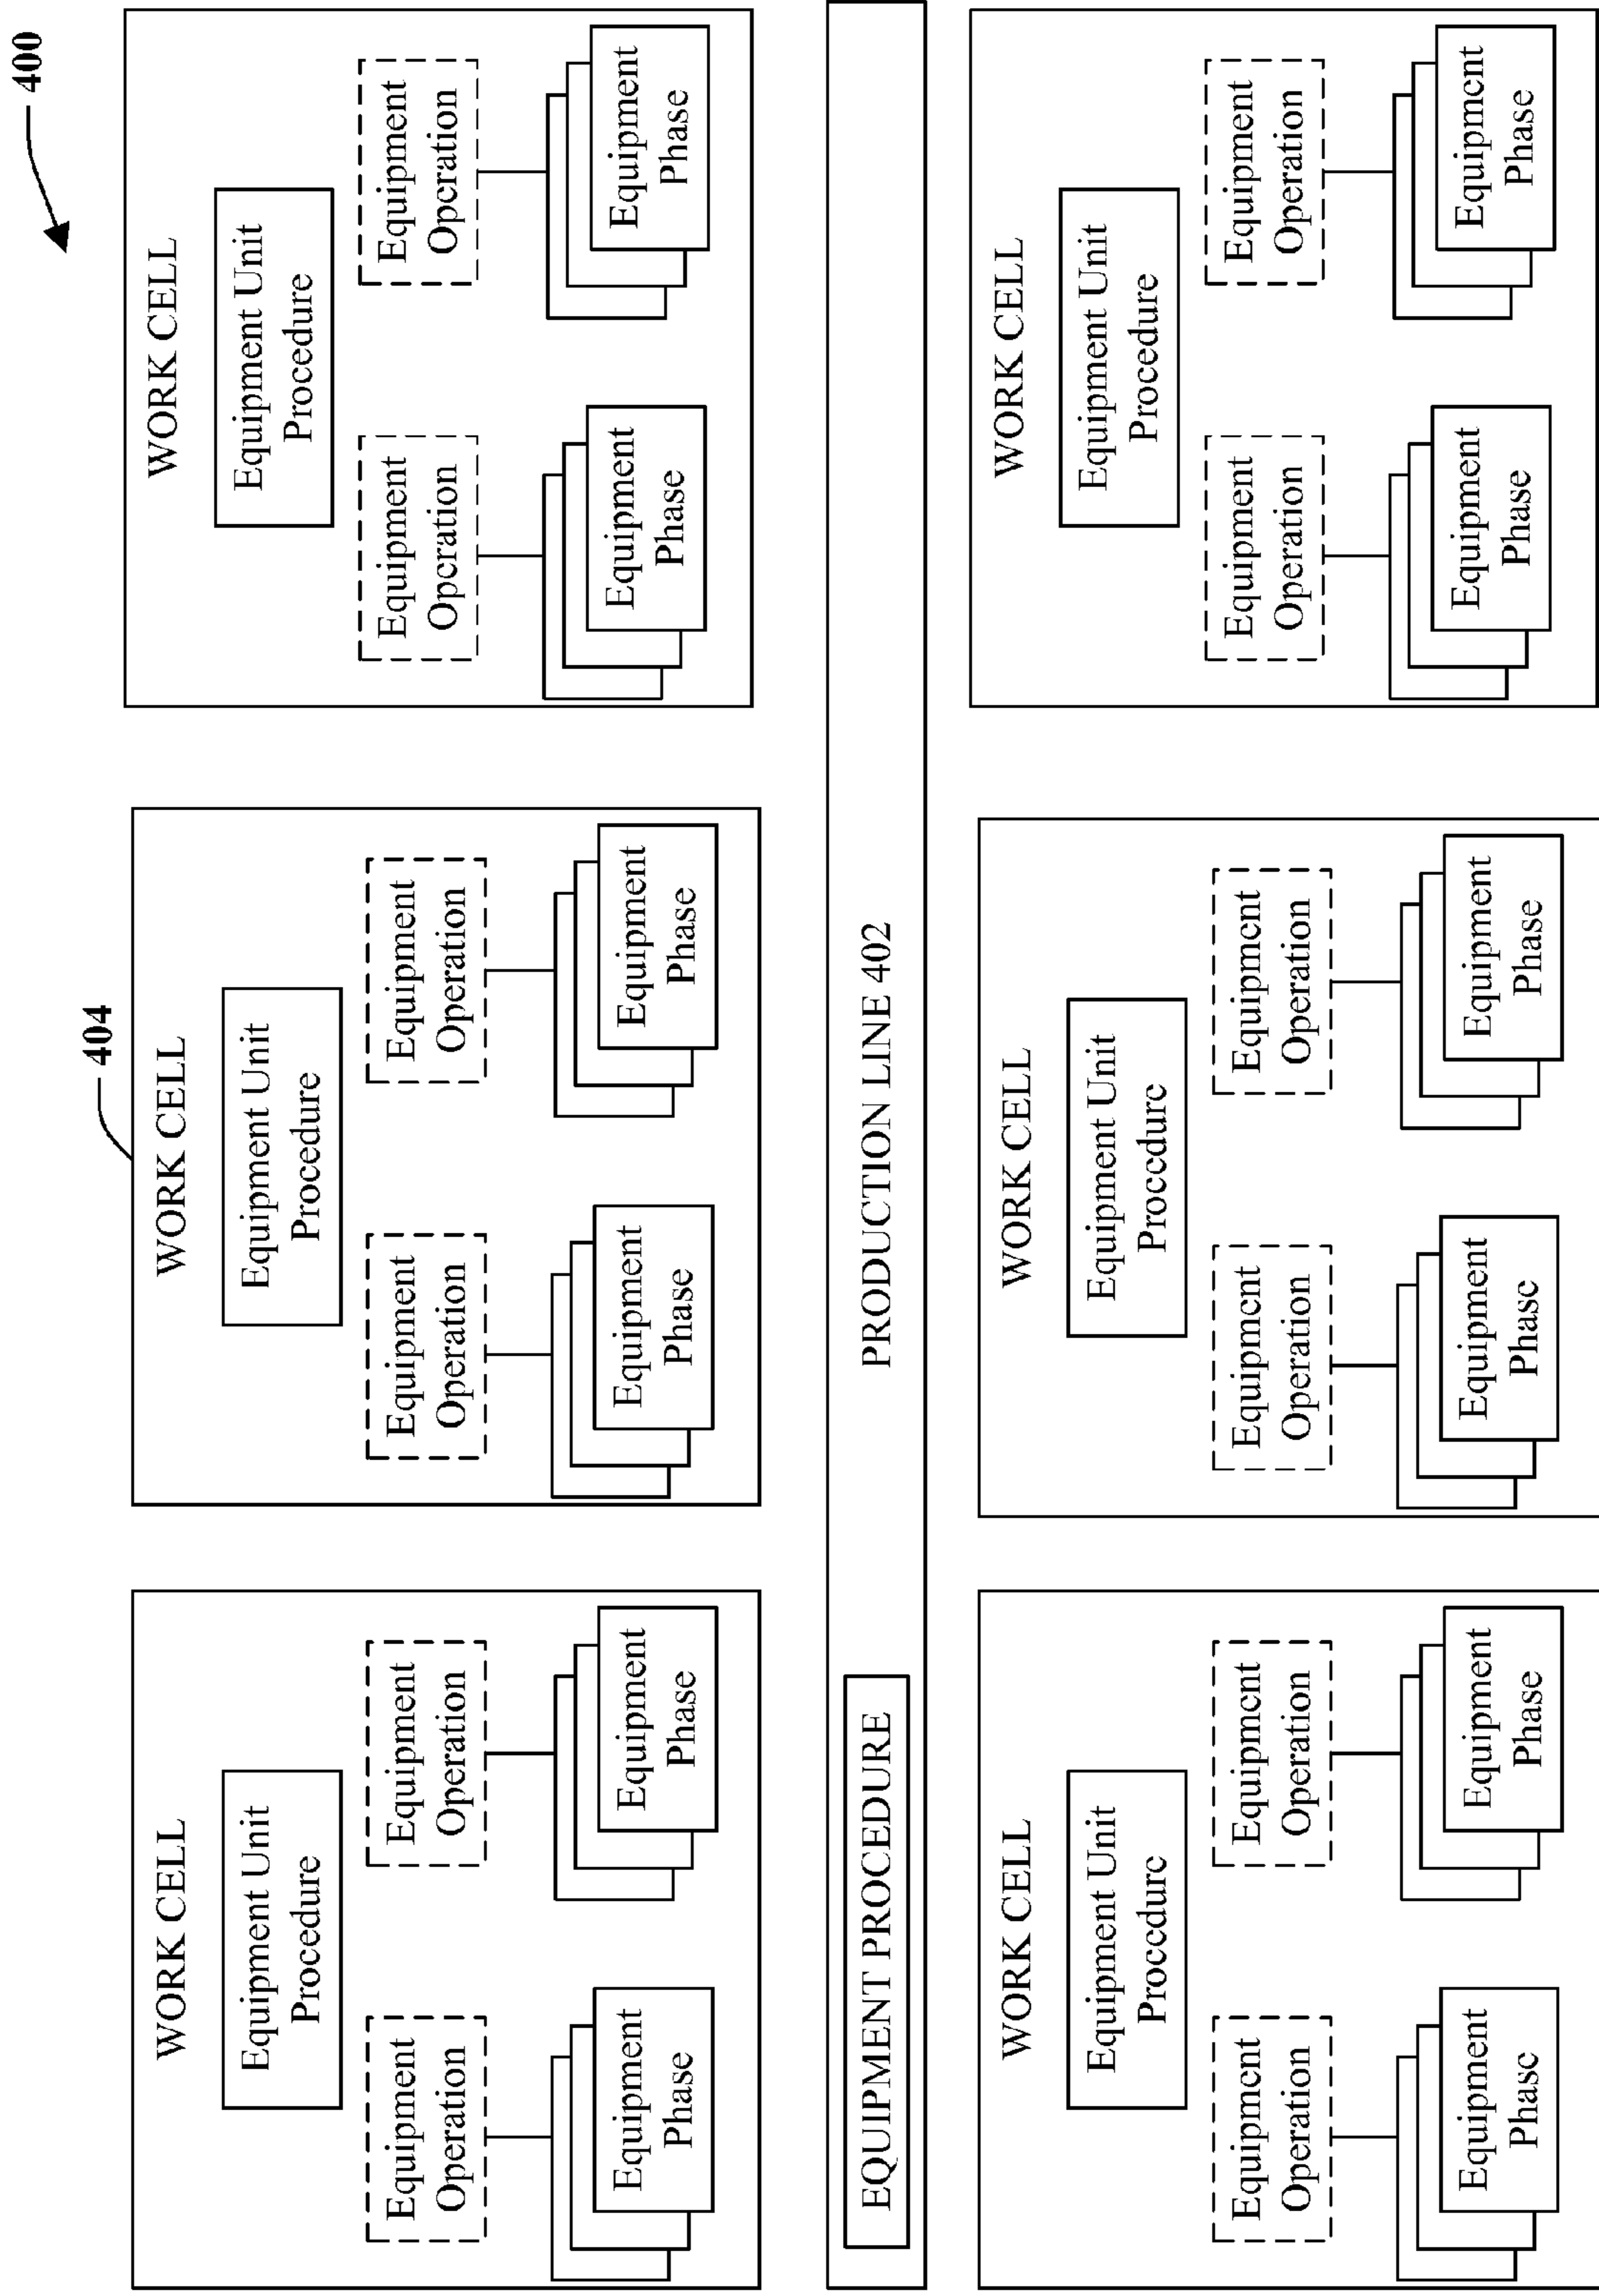 400
404
WORK CELL
Equipment Unit
Procedure
Equipment
Operation
Equipment
Operation
Equipment
Phase
Equipment
Phase
WORK CELL
Equipment Unit
Procedure
Equipment
Operation
Equipment
Operation
Equipment
Phase
Equipment
Phase
WORK CELL
Equipment Unit
Procedure
Equipment
Operation
Equipment
Operation
Equipment
Phase
Equipment
Phase
EQUIPMENT PROCEDURE
PRODUCTION LINE 402
WORK CELL
Equipment Unit
Procedure
Equipment
Operation
Equipment
Operation
Equipment
Phase
Equipment
Phase
WORK CELL
Equipment Unit
Procedure
Equipment
Operation
Equipment
Operation
Equipment
Phase
Equipment
Phase
WORK CELL
Equipment Unit
Procedure
Equipment
Operation
Equipment
Operation
Equipment
Phase
Equipment
Phase